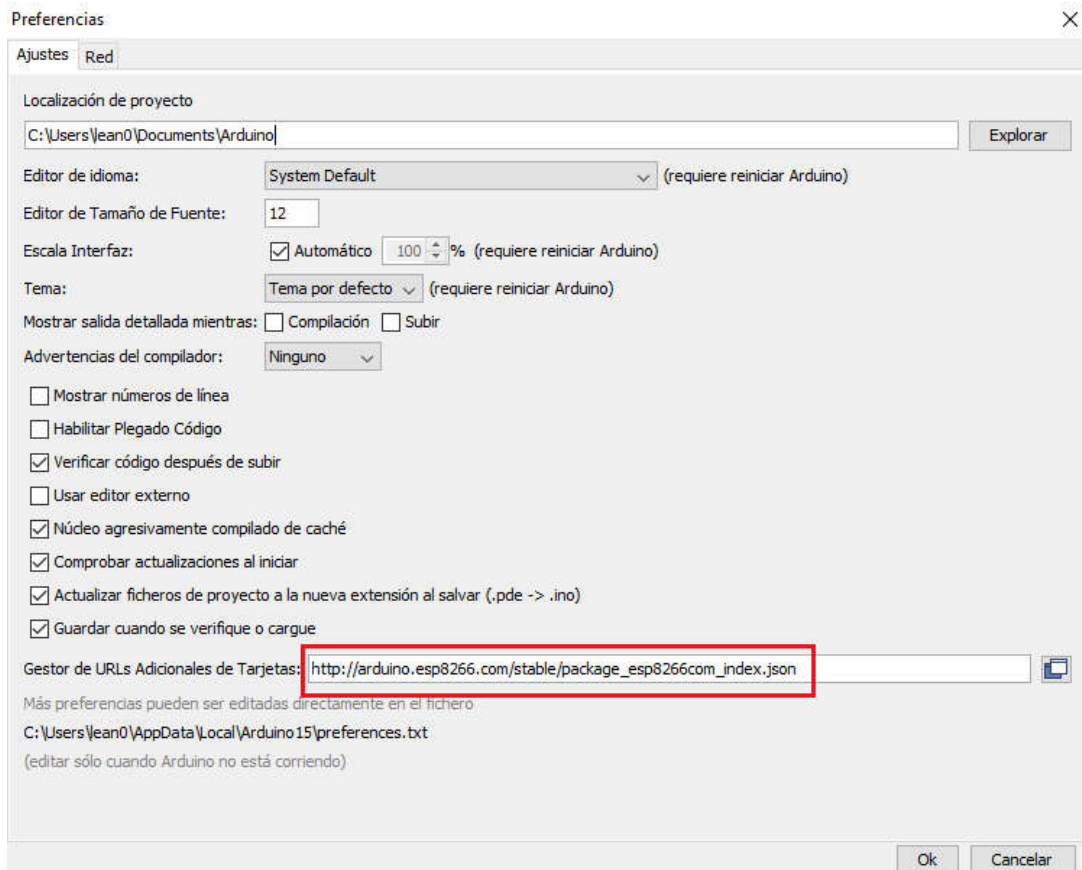 Preferencias
Ajustes Red
Localización de proyecto
C:\Users\lean0\Documents\Arduino Explorar
Editor de idioma: System Default (requiere reiniciar Arduino)
Editor de Tamaño de Fuente: 12
Escala Interfaz: Automático 100 % (requiere reiniciar Arduino)
Tema: Tema por defecto (requiere reiniciar Arduino)
Mostrar salida detallada mientras: Compilación Subir
Advertencias del compilador: Ninguno
Mostrar números de línea
Habilitar Plegado Código
Verificar código después de subir
Usar editor externo
Núcleo agresivamente compilado de caché
Comprobar actualizaciones al iniciar
Actualizar ficheros de proyecto a la nueva extensión al salvar (.pde -> .ino)
Guardar cuando se verifique o cargue
Gestor de URLs Adicionales de Tarjetas: http://arduino.esp8266.com/stable/package_esp8266com_index.json
Más preferencias pueden ser editadas directamente en el fichero
C:\Users\lean0\AppData\Local\Arduino15\preferences.txt
(editar sólo cuando Arduino no está corriendo)
Ok Cancelar